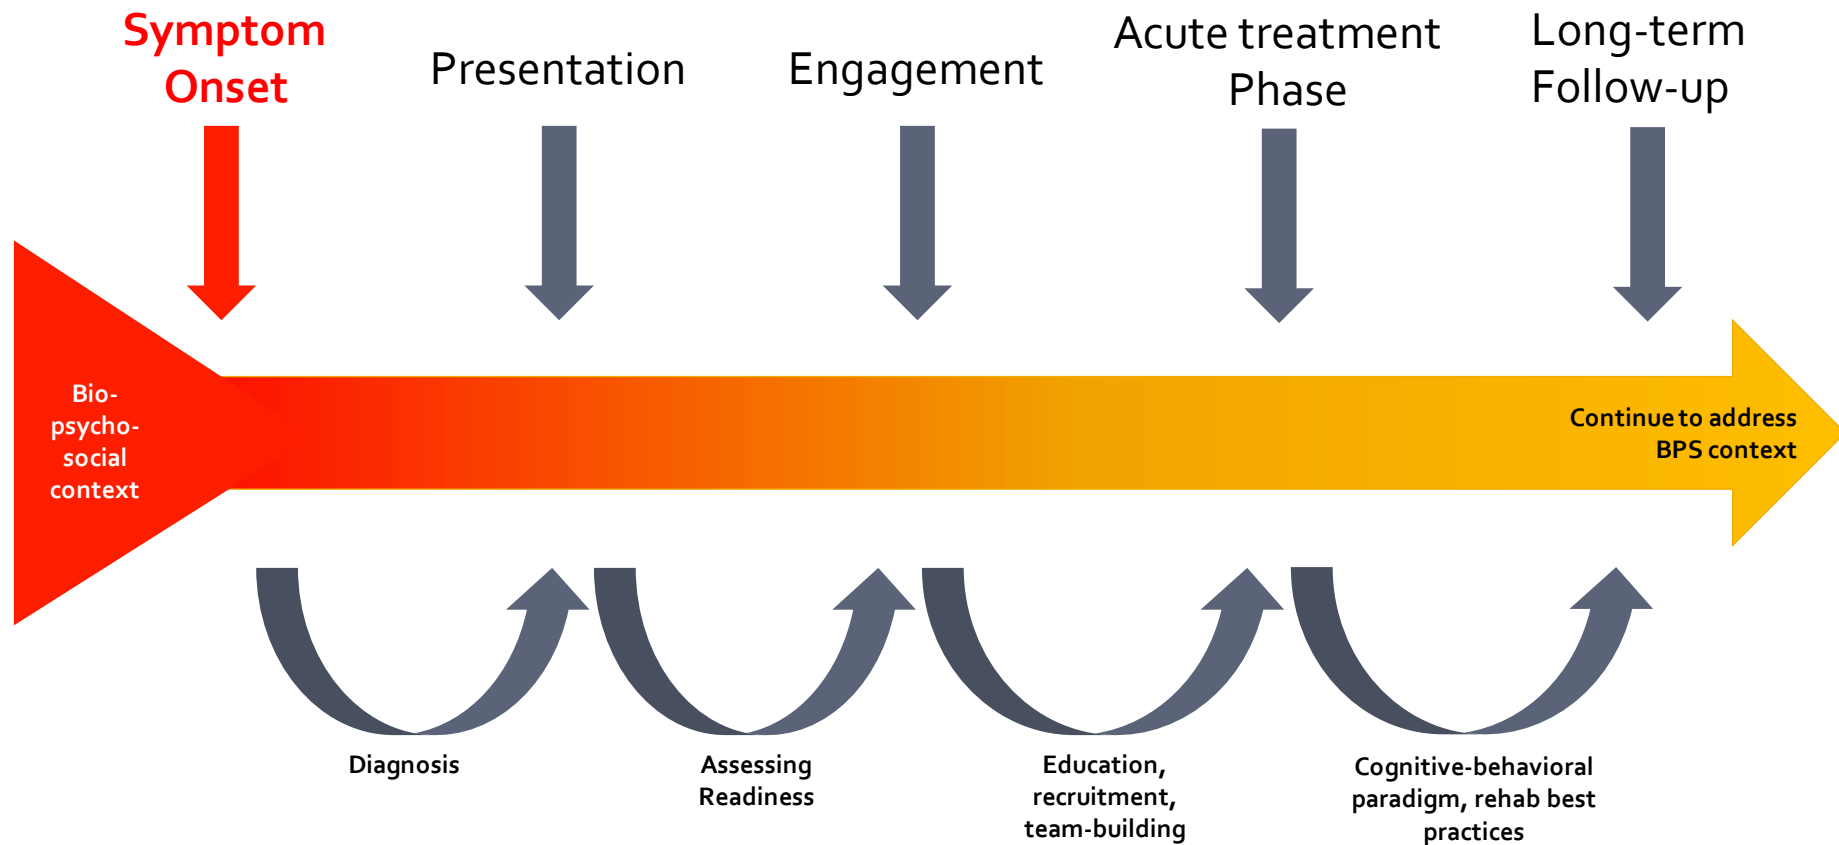 Symptom
Onset
Presentation
Engagement
Acute treatment
Phase
Long-term
Follow-up
Bio-
psycho-
social
context
Continue to address
BPS context
Diagnosis
Assessing
Readiness
Education,
recruitment,
team-building
Cognitive-behavioral
paradigm, rehab best
practices